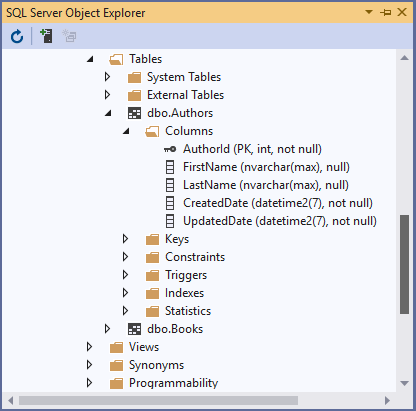 SQL Server Object Explorer
Tables
System Tables
External Tables
dbo.Authors
Columns
AuthorId (PK, int, not null)
FirstName (nvarchar(max), null)
LastName (nvarchar(max), null)
CreatedDate (datetime2(7), not null)
UpdatedDate (datetime2(7), not null)
Keys
Constraints
Triggers
Indexes
Statistics
dbo.Books
Views
Synonyms
Programmability